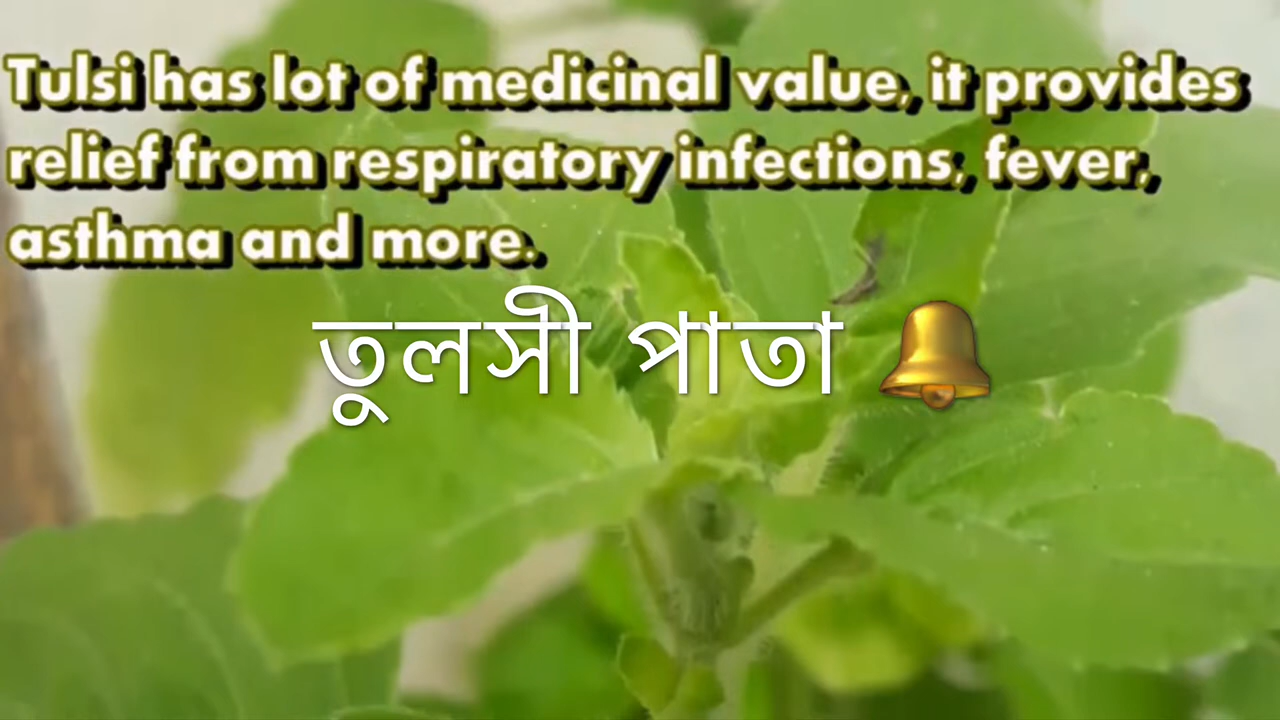 Tulsi has lot of medicinal value, it provides
relief from respiratory infections, fever,
asthma and more.
তুলসী পাতা 🔔